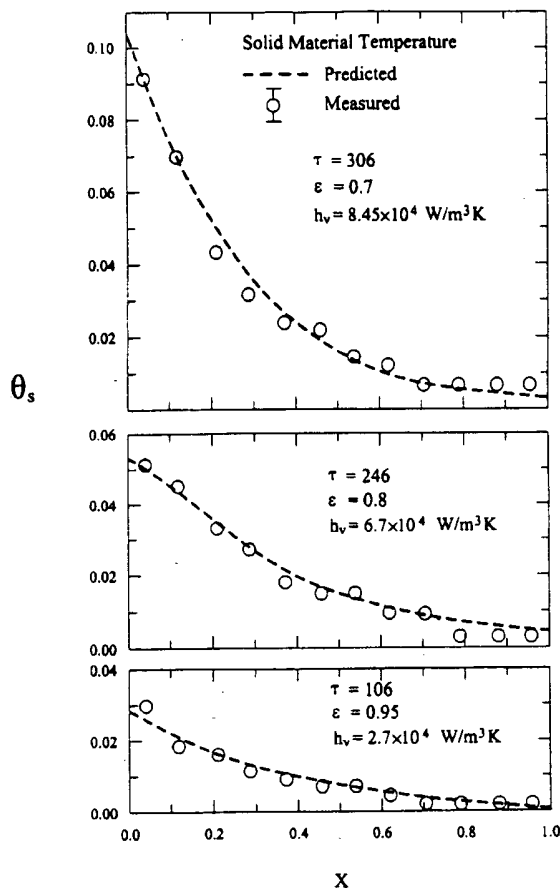 Solid Material Temperature
Predicted
Measured
τ = 306
ε = 0.7
hᵥ = 8.45×10⁴ W/m³K
0.10
0.08
0.06
0.04
0.02
θₛ
0.06
0.04
0.02
0.00
τ = 246
ε = 0.8
hᵥ = 6.7×10⁴ W/m³K
0.04
0.02
0.00
τ = 106
ε = 0.95
hᵥ = 2.7×10⁴ W/m³K
0.0 0.2 0.4 0.6 0.8 1.0
X